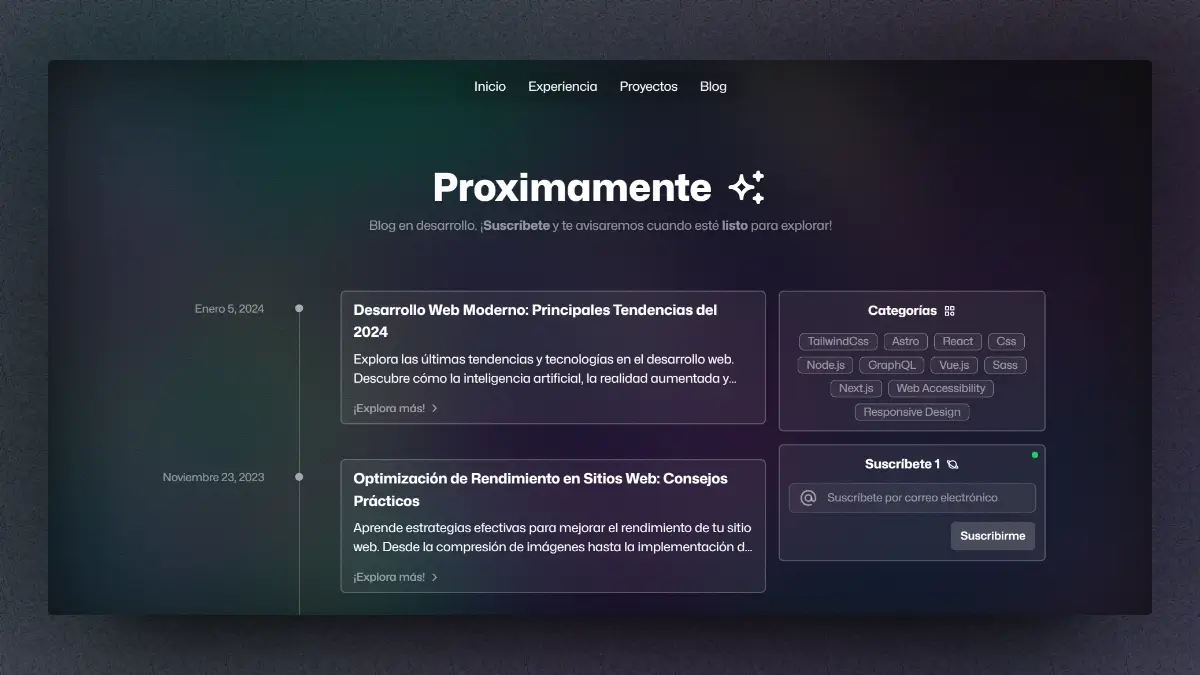 Inicio Experiencia Proyectos Blog
Proximamente
Blog en desarrollo. ¡Suscríbete y te avisaremos cuando esté listo para explorar!
Enero 5, 2024
Desarrollo Web Moderno: Principales Tendencias del
2024
Explora las últimas tendencias y tecnologías en el desarrollo web.
Descubre cómo la inteligencia artificial, la realidad aumentada y...
¡Explora más!
Noviembre 23, 2023
Optimización de Rendimiento en Sitios Web: Consejos
Prácticos
Aprende estrategias efectivas para mejorar el rendimiento de tu sitio
web. Desde la compresión de imágenes hasta la implementación d...
¡Explora más!
Categorías
TailwindCss Astro React Css
Node.js GraphQL Vue.js Sass
Next.js Web Accessibility
Responsive Design
Suscríbete 1
@ Suscríbete por correo electrónico
Suscribirme